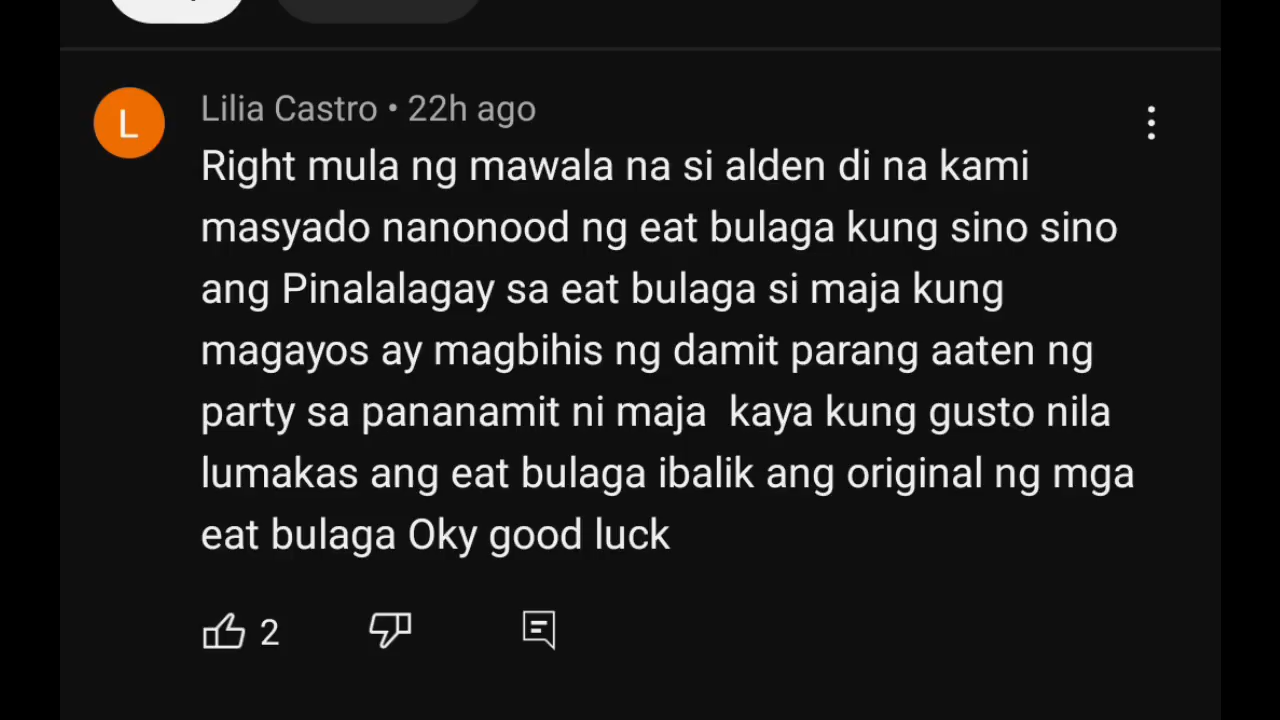 L
Lilia Castro • 22h ago
Right mula ng mawala na si alden di na kami
masyado nanonood ng eat bulaga kung sino sino
ang Pinalalagay sa eat bulaga si maja kung
magayos ay magbihis ng damit parang aaten ng
party sa pananamit ni maja  kaya kung gusto nila
lumakas ang eat bulaga ibalik ang original ng mga
eat bulaga Oky good luck
2